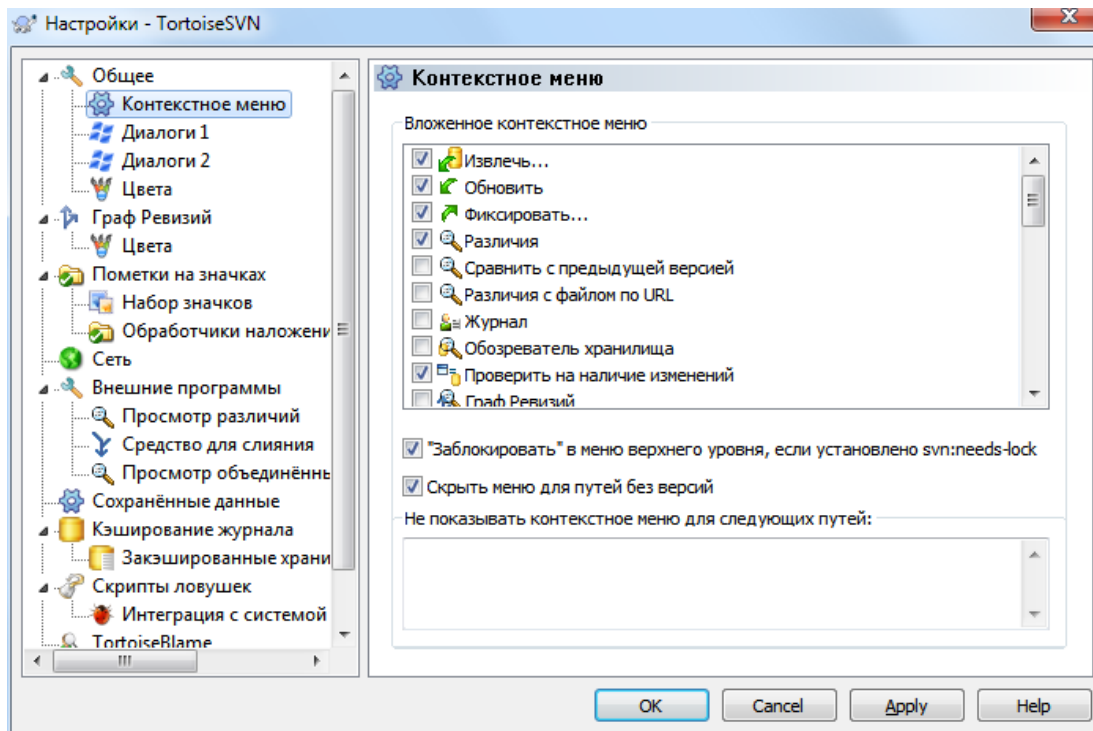 Настройки - TortoiseSVN
Общее
Контекстное меню
Диалоги 1
Диалоги 2
Цвета
Граф Ревизий
Цвета
Пометки на значках
Набор значков
Обработчики наложени
Сеть
Внешние программы
Просмотр различий
Средство для слияния
Просмотр объединённь
Сохранённые данные
Кэширование журнала
Закэшированные храни
Скрипты ловушек
Интеграция с системой
TortoiseBlame
Контекстное меню
Вложенное контекстное меню
Извлечь...
Обновить
Фиксировать...
Различия
Сравнить с предыдущей версией
Различия с файлом по URL
Журнал
Обозреватель хранилища
Проверить на наличие изменений
Граф Ревизий
"Заблокировать" в меню верхнего уровня, если установлено svn:needs-lock
Скрыть меню для путей без версий
Не показывать контекстное меню для следующих путей:
OK
Cancel
Apply
Help